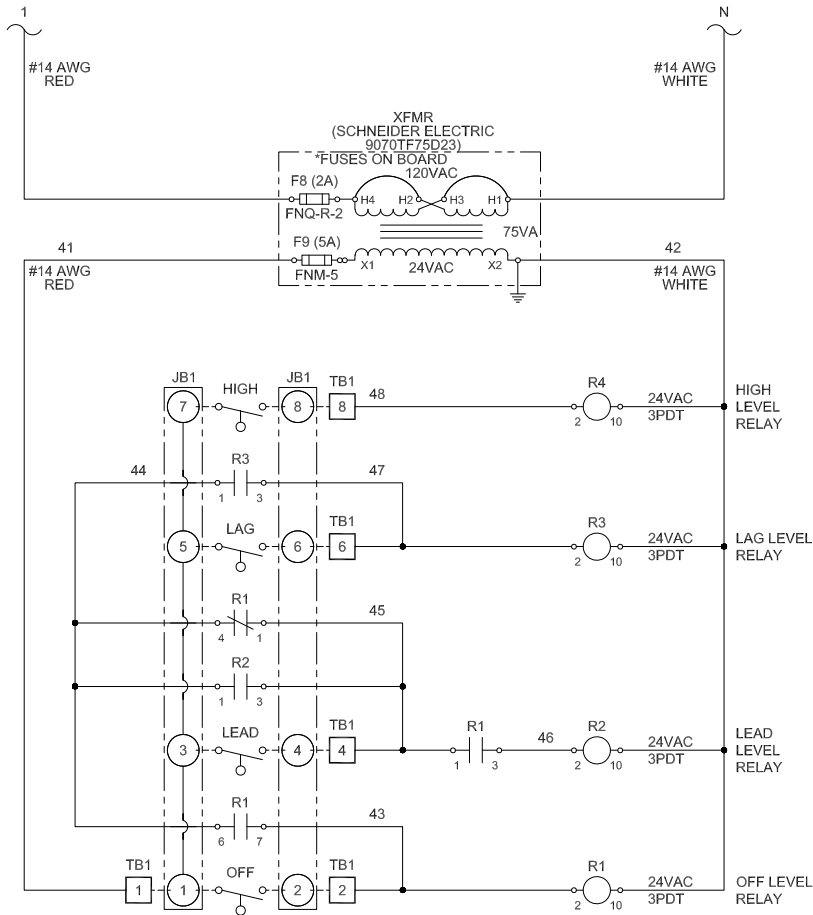 1
N
#14 AWG
RED
#14 AWG
WHITE
XFMR
(SCHNEIDER ELECTRIC
9070TF75D23)
*FUSES ON BOARD
120VAC
F8 (2A)
H4 H2 H3 H1
FNQ-R-2
75VA
41
F9 (5A)
42
#14 AWG
RED
FNM-5
X1 24VAC X2
#14 AWG
WHITE
JB1 HIGH JB1 TB1
48
R4
24VAC
3PDT
HIGH
LEVEL
RELAY
7 8 8
2 10
44
R3
47
1 3
LAG
TB1
R3
24VAC
3PDT
LAG LEVEL
RELAY
5 6 6
2 10
R1
45
4 1
R2
1 3
LEAD
TB1
R1
46
R2
24VAC
3PDT
LEAD
LEVEL
RELAY
3 4 4
1 3
2 10
R1
43
6 7
TB1
OFF
TB1
R1
24VAC
3PDT
OFF LEVEL
RELAY
1 1 2 2
2 10